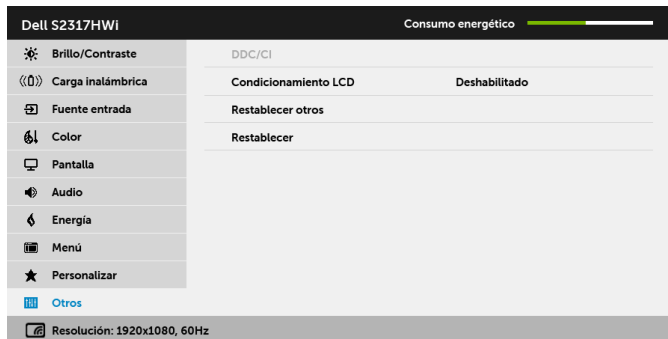 Dell S2317HWi Consumo energético
Brillo/Contraste DDC/CI
Carga inalámbrica Condicionamiento LCD Deshabilitado
Fuente entrada Restablecer otros
Color Restablecer
Pantalla
Audio
Energía
Menú
Personalizar
Otros
Resolución: 1920x1080, 60Hz